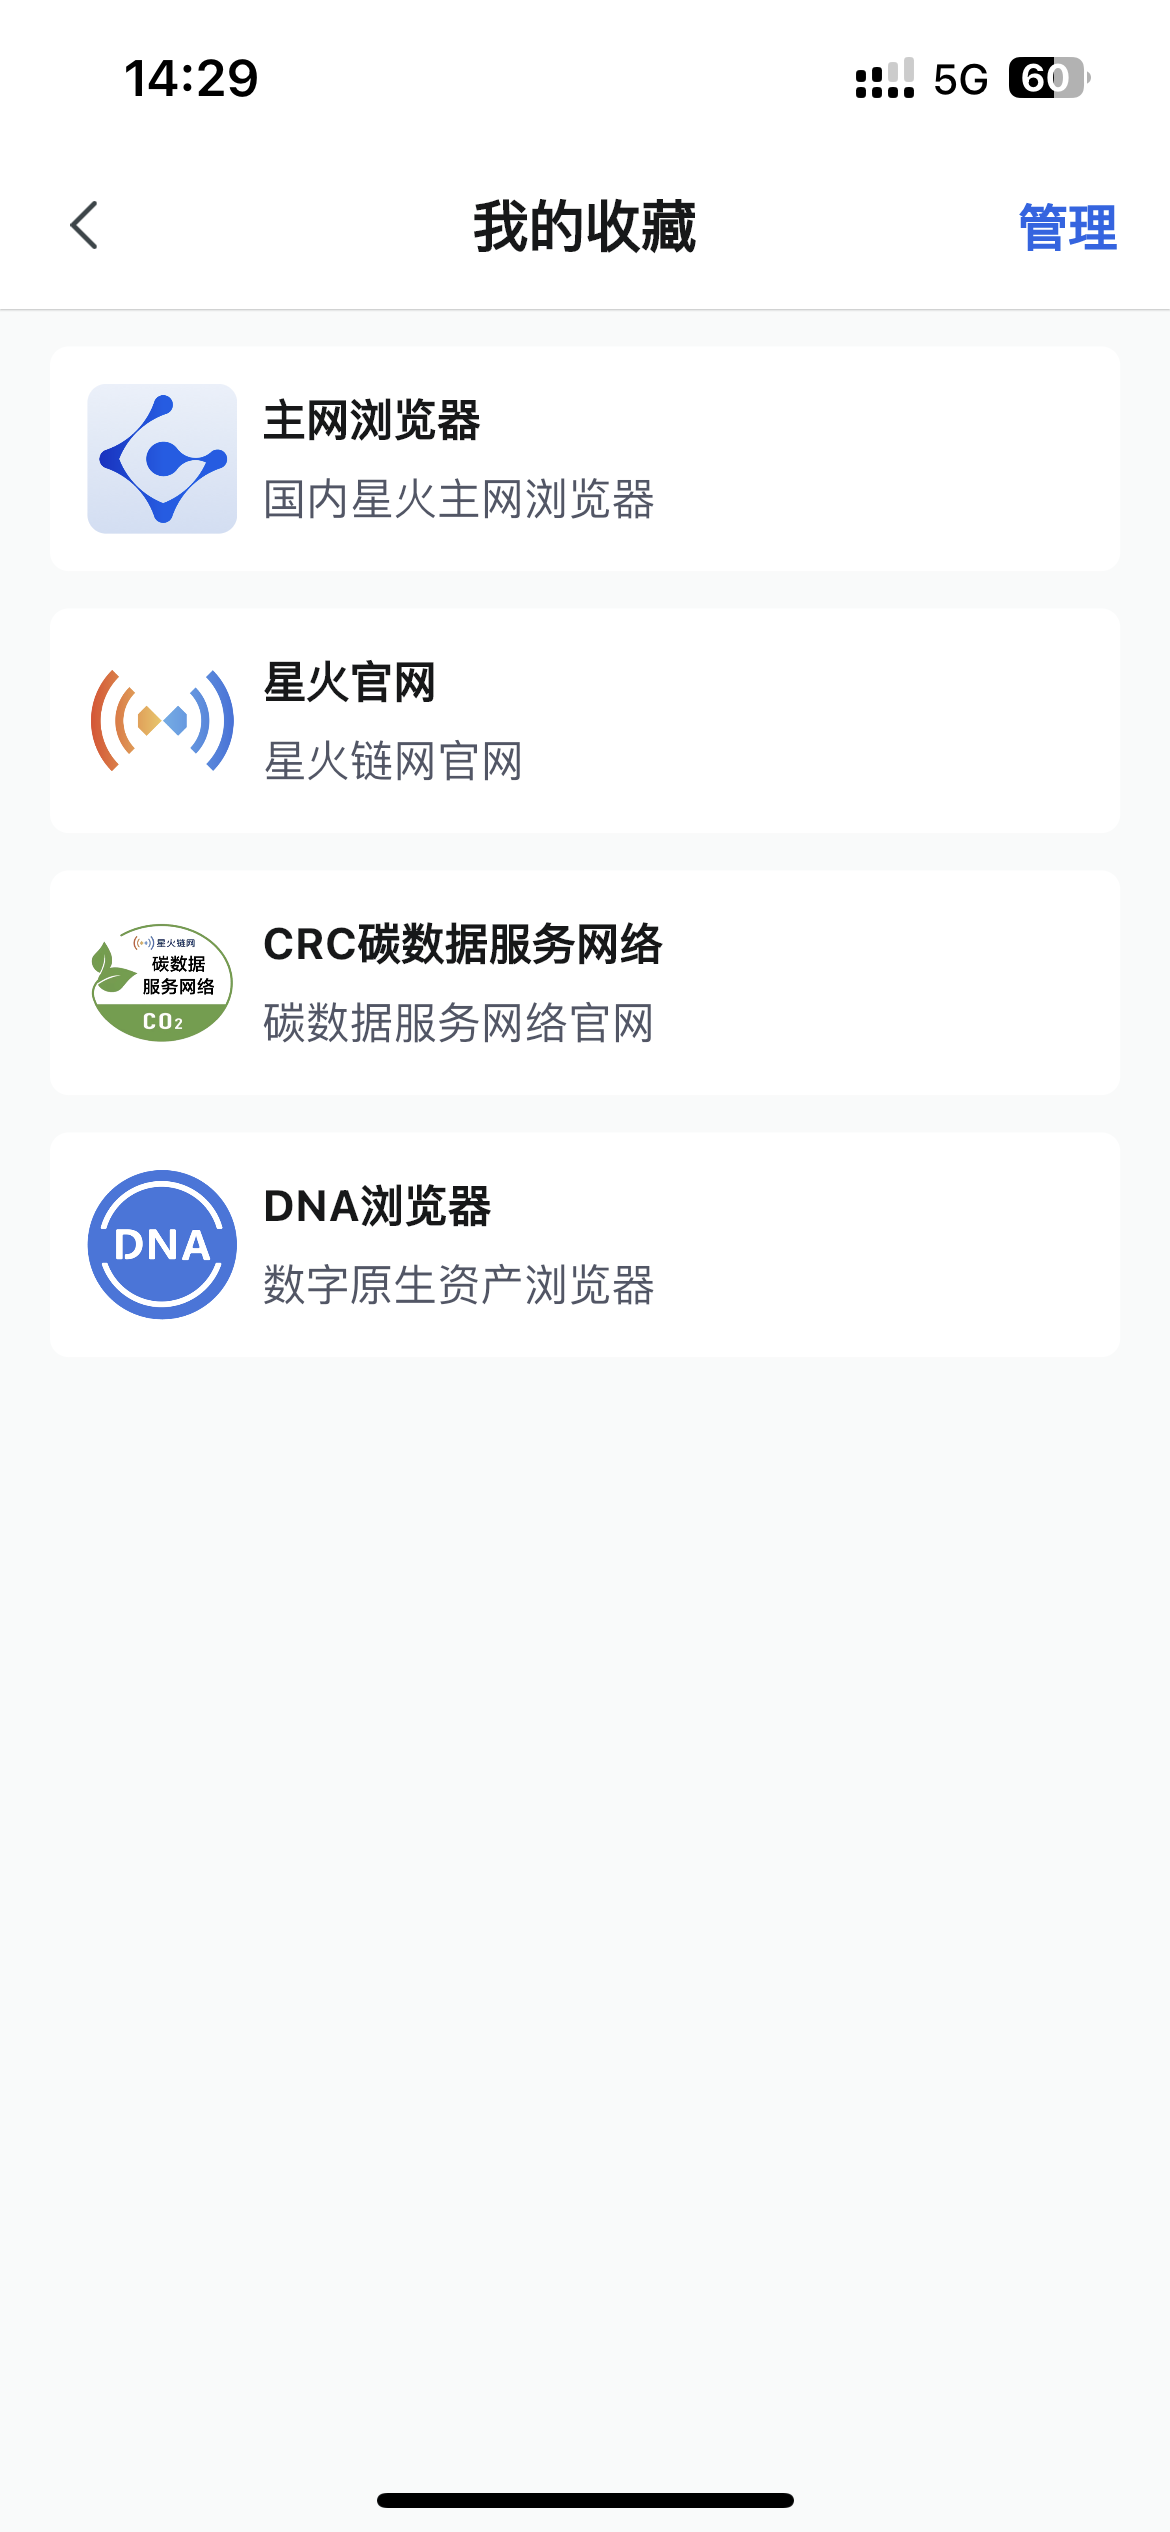 14:29
5G
60
我的收藏
管理
主网浏览器
国内星火主网浏览器
星火官网
星火链网官网
星火链网
碳数据
服务网络
CO₂
CRC碳数据服务网络
碳数据服务网络官网
DNA
DNA浏览器
数字原生资产浏览器